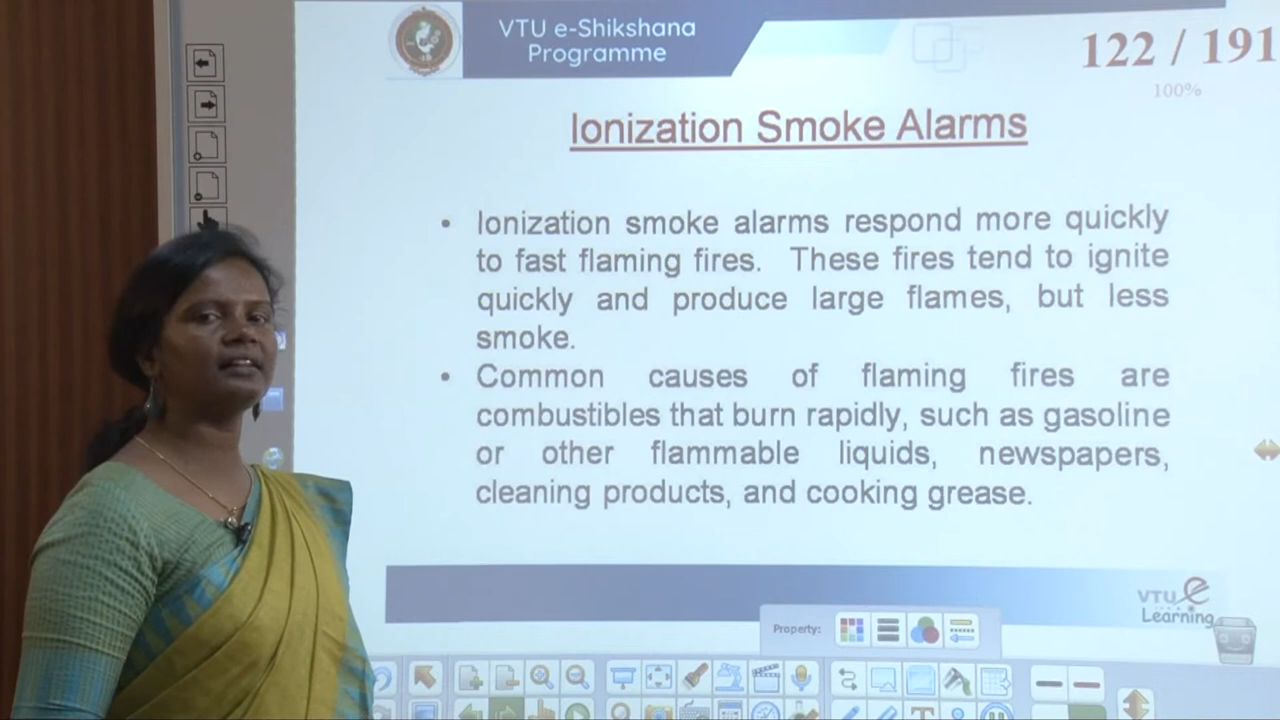 VTU e-Shikshana
Programme
122 / 191
100%
Ionization Smoke Alarms
• Ionization smoke alarms respond more quickly
to fast flaming fires. These fires tend to ignite
quickly and produce large flames, but less
smoke.
• Common causes of flaming fires are
combustibles that burn rapidly, such as gasoline
or other flammable liquids, newspapers,
cleaning products, and cooking grease.
VTU e
Learning
Property: